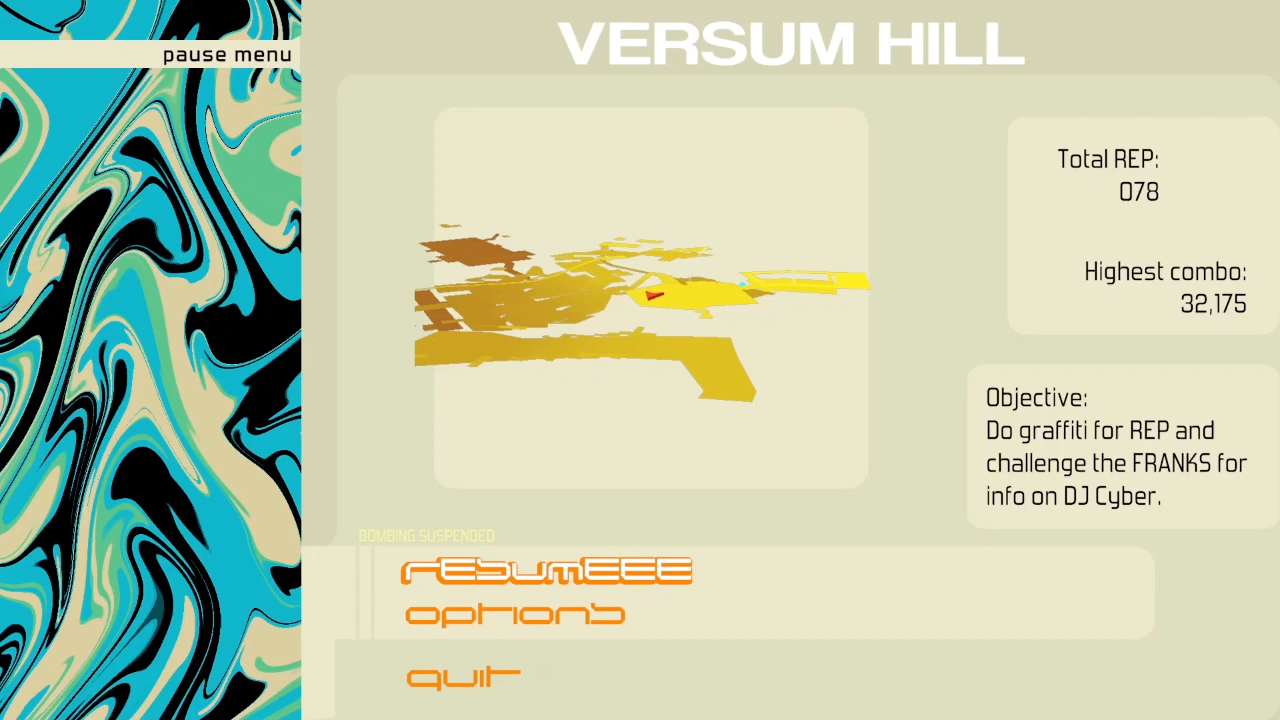 pause menu
VERSUM HILL
Total REP:
078
Highest combo:
32,175
Objective:
Do graffiti for REP and
challenge the FRANKS for
info on DJ Cyber.
BOMBING SUSPENDED
resumEEE
options
quit